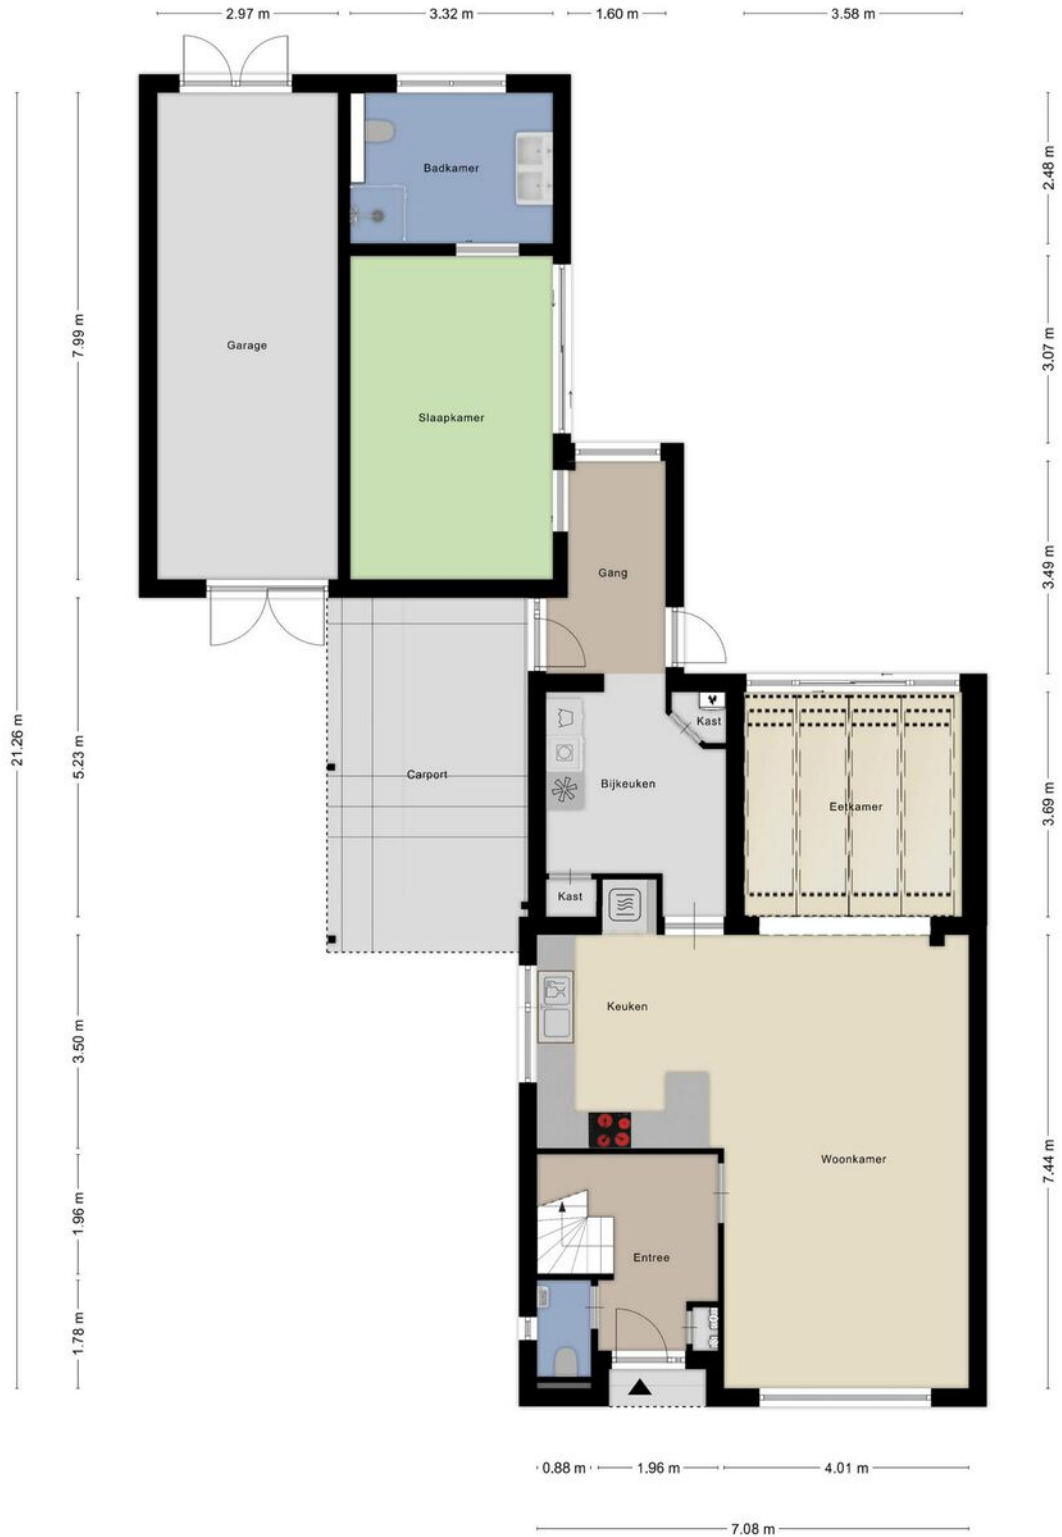 2.97 m
3.32 m
1.60 m
3.58 m
Badkamer
2.48 m
7.99 m
Garage
3.07 m
Slaapkamer
Gang
3.49 m
21.26 m
5.23 m
Kast
Carport
Bijkeuken
Eetkamer
3.69 m
Kast
Keuken
3.50 m
Woonkamer
7.44 m
1.96 m
Entree
1.78 m
0.88 m
1.96 m
4.01 m
7.08 m